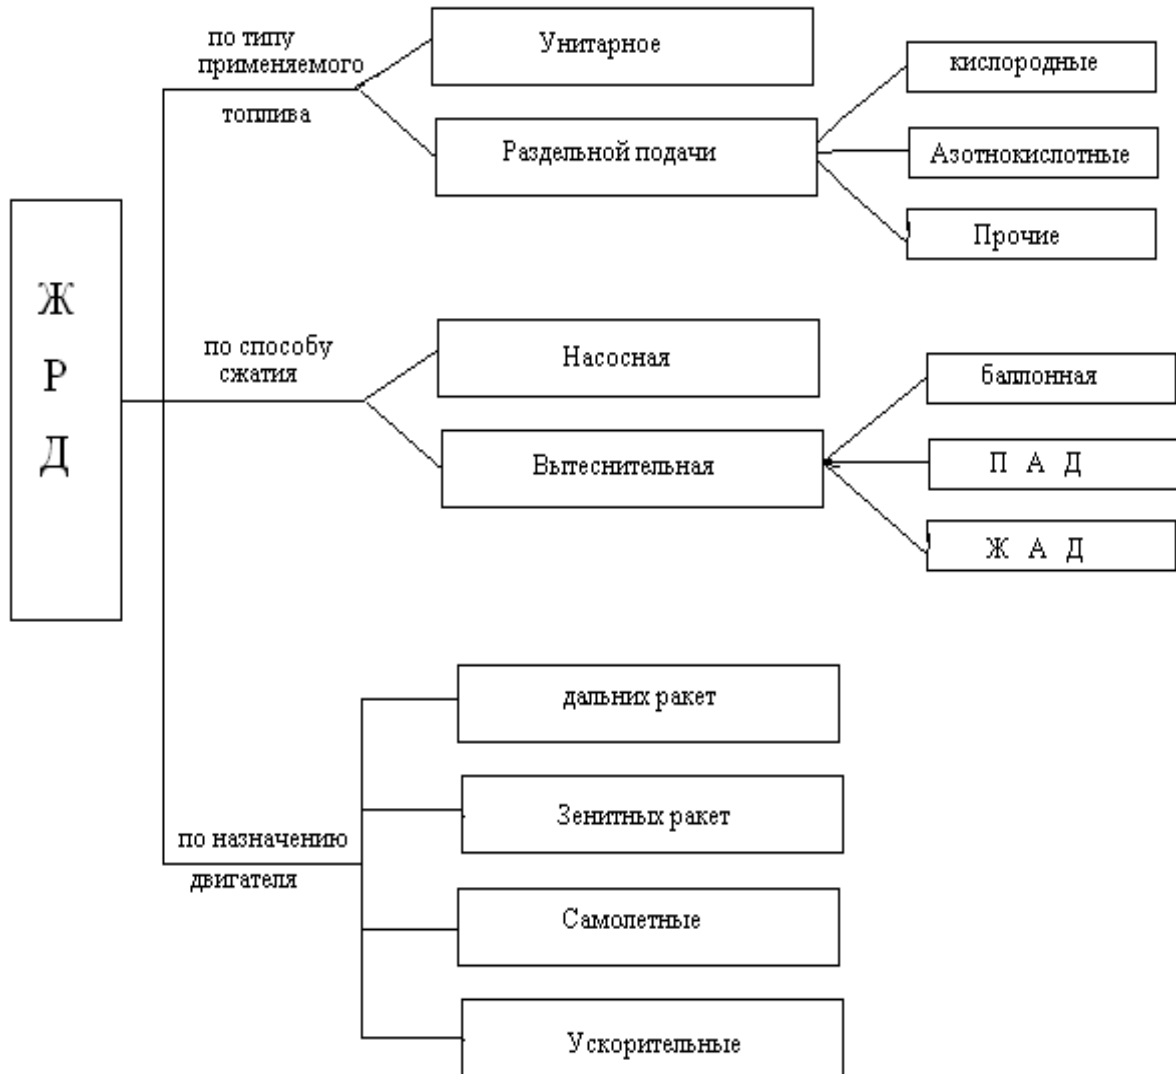 Ж
Р
Д
по типу
применяемого
топлива
Унитарное
Раздельной подачи
кислородные
Азотнокислотные
Прочие
по способу
сжатия
Насосная
Вытеснительная
баллонная
П А Д
Ж А Д
по назначению
двигателя
дальних ракет
Зенитных ракет
Самолетные
Ускорительные